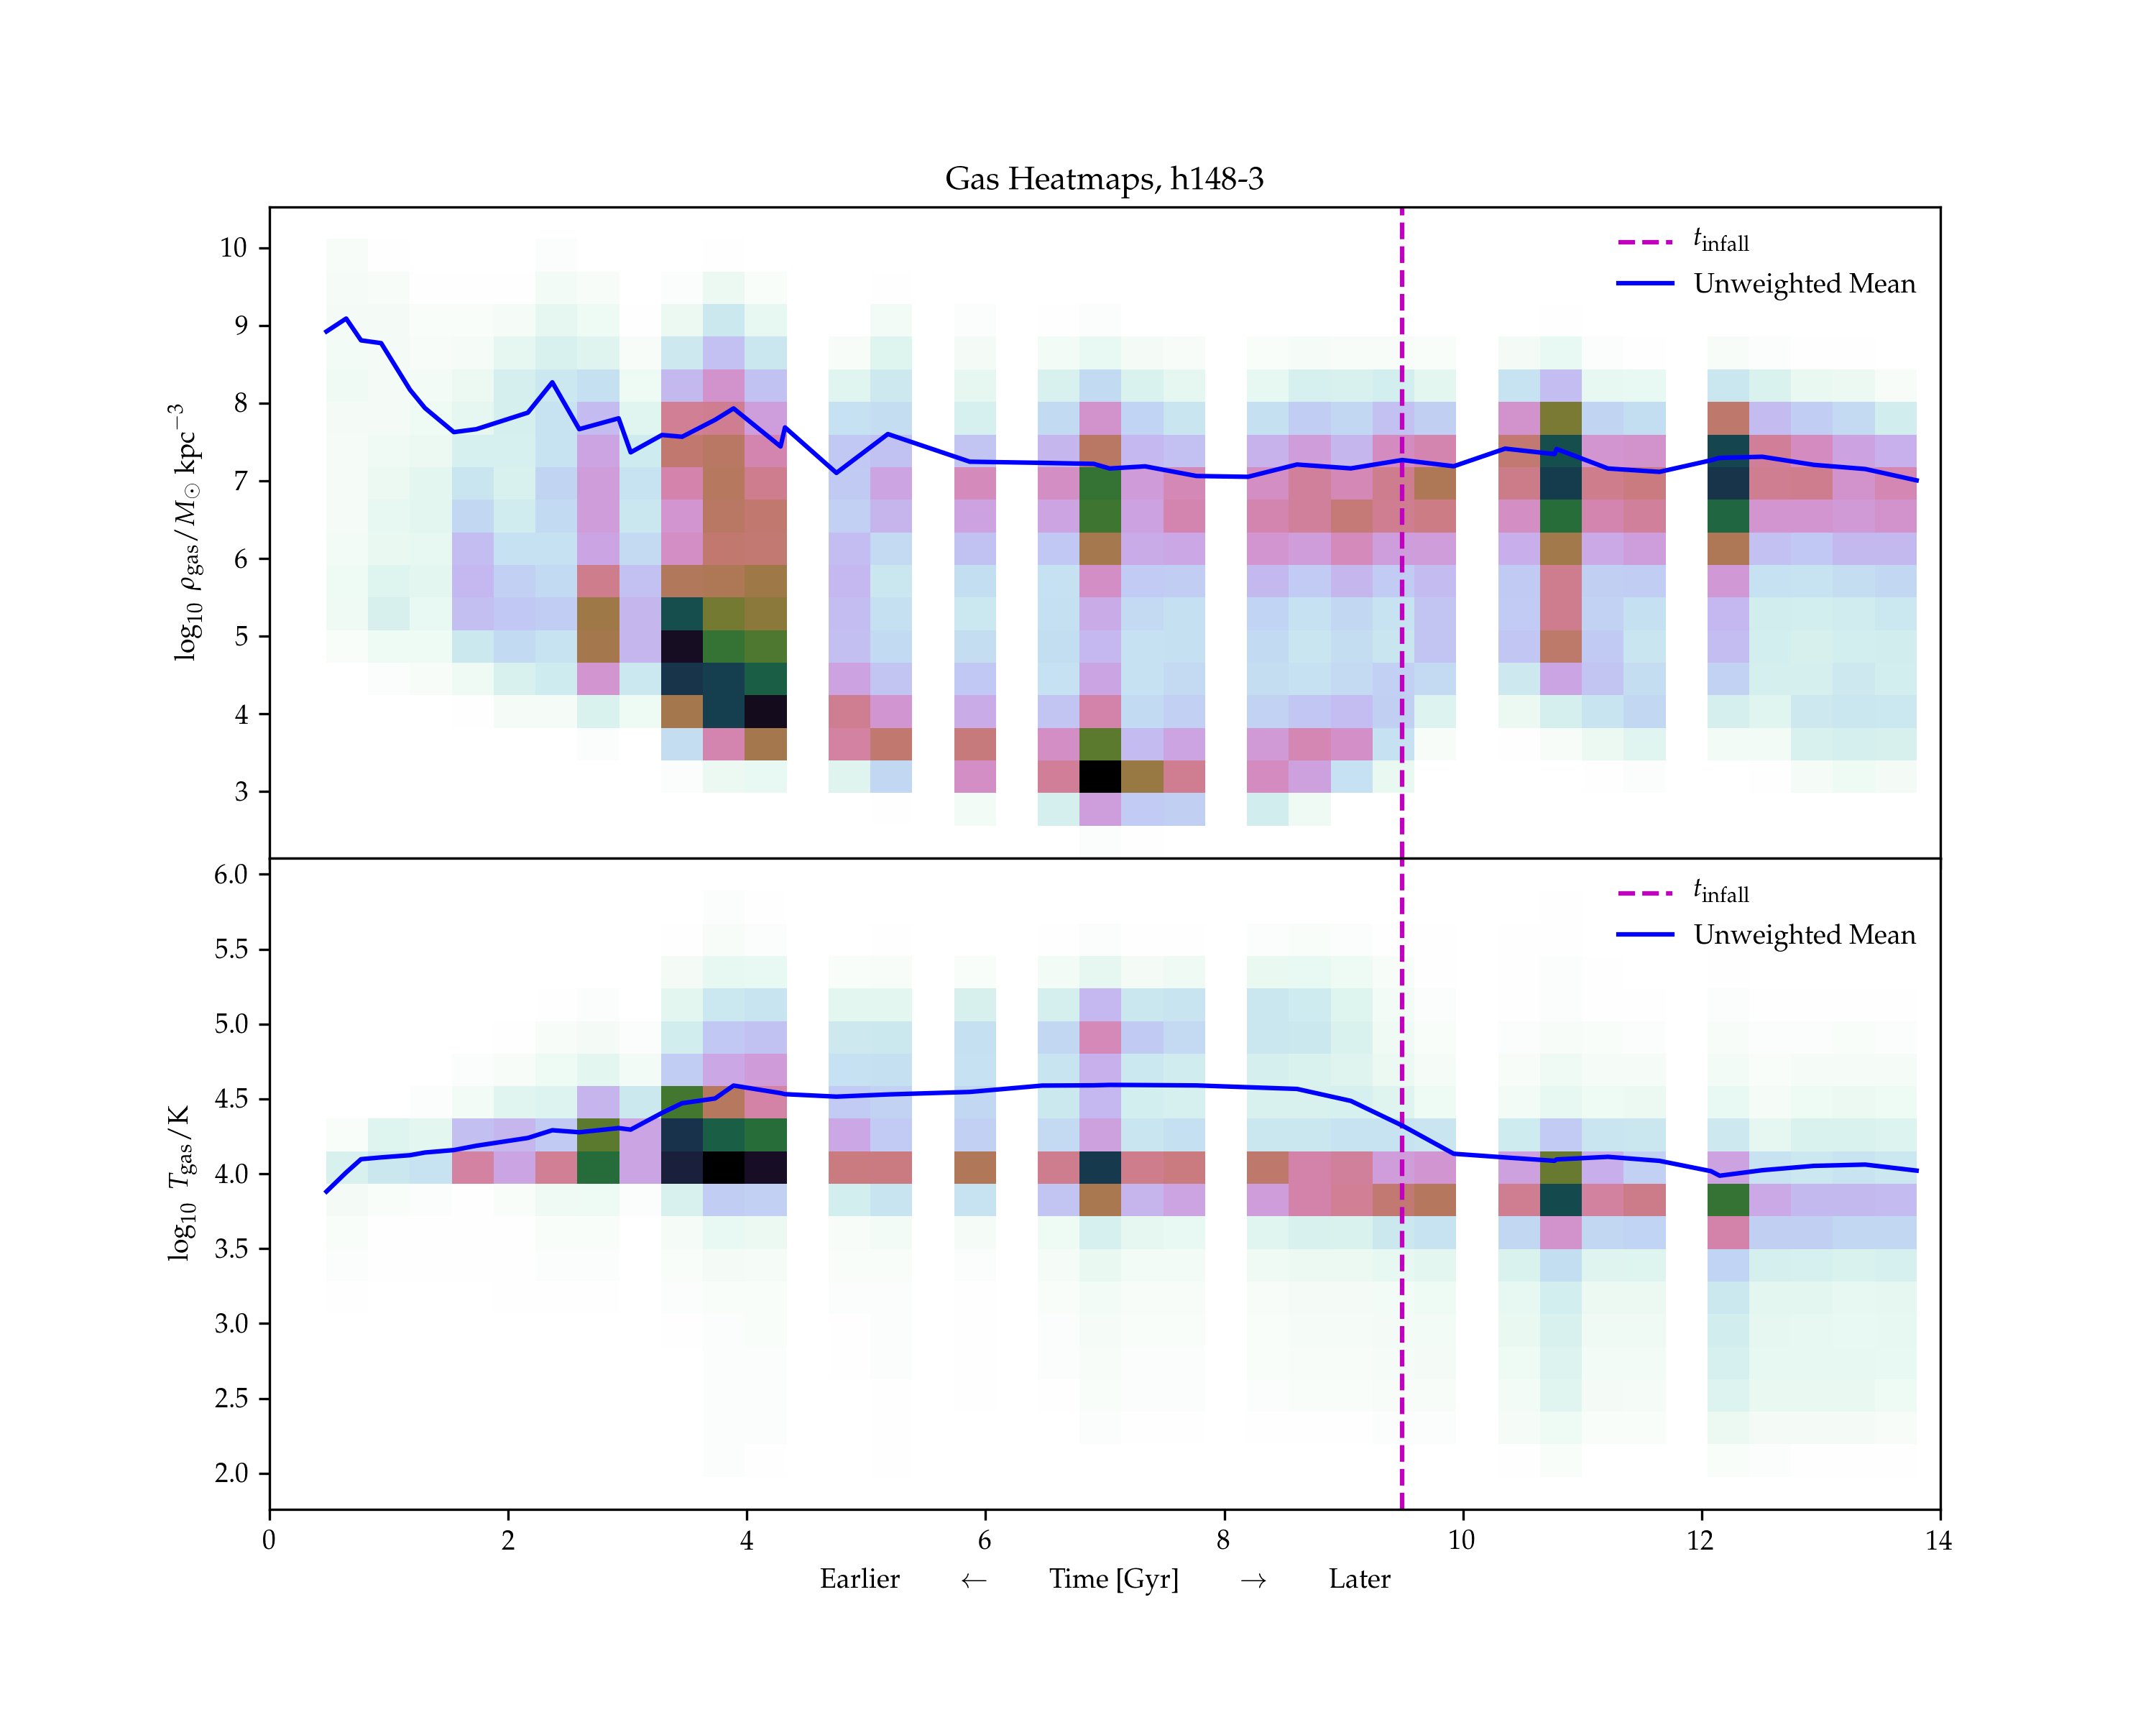 Gas Heatmaps, h148-3
10
9
8
7
6
5
4
3
log₁₀ ρgas/M⊙ kpc⁻³
t_infall
Unweighted Mean
6.0
5.5
5.0
4.5
4.0
3.5
3.0
2.5
2.0
log₁₀ Tgas/K
t_infall
Unweighted Mean
0 2 4 6 8 10 12 14
Earlier ← Time [Gyr] → Later